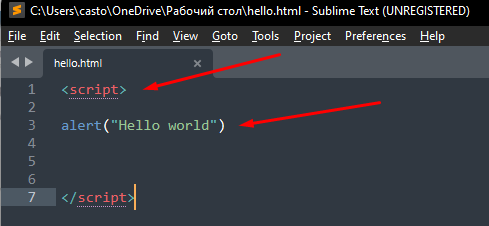 C:\Users\casto\OneDrive\Рабочий стол\hello.html - Sublime Text (UNREGISTERED)
File Edit Selection Find View Goto Tools Project Preferences Help
hello.html ×
1 <script>
2
3 alert("Hello world")
4
5
6
7 </script>